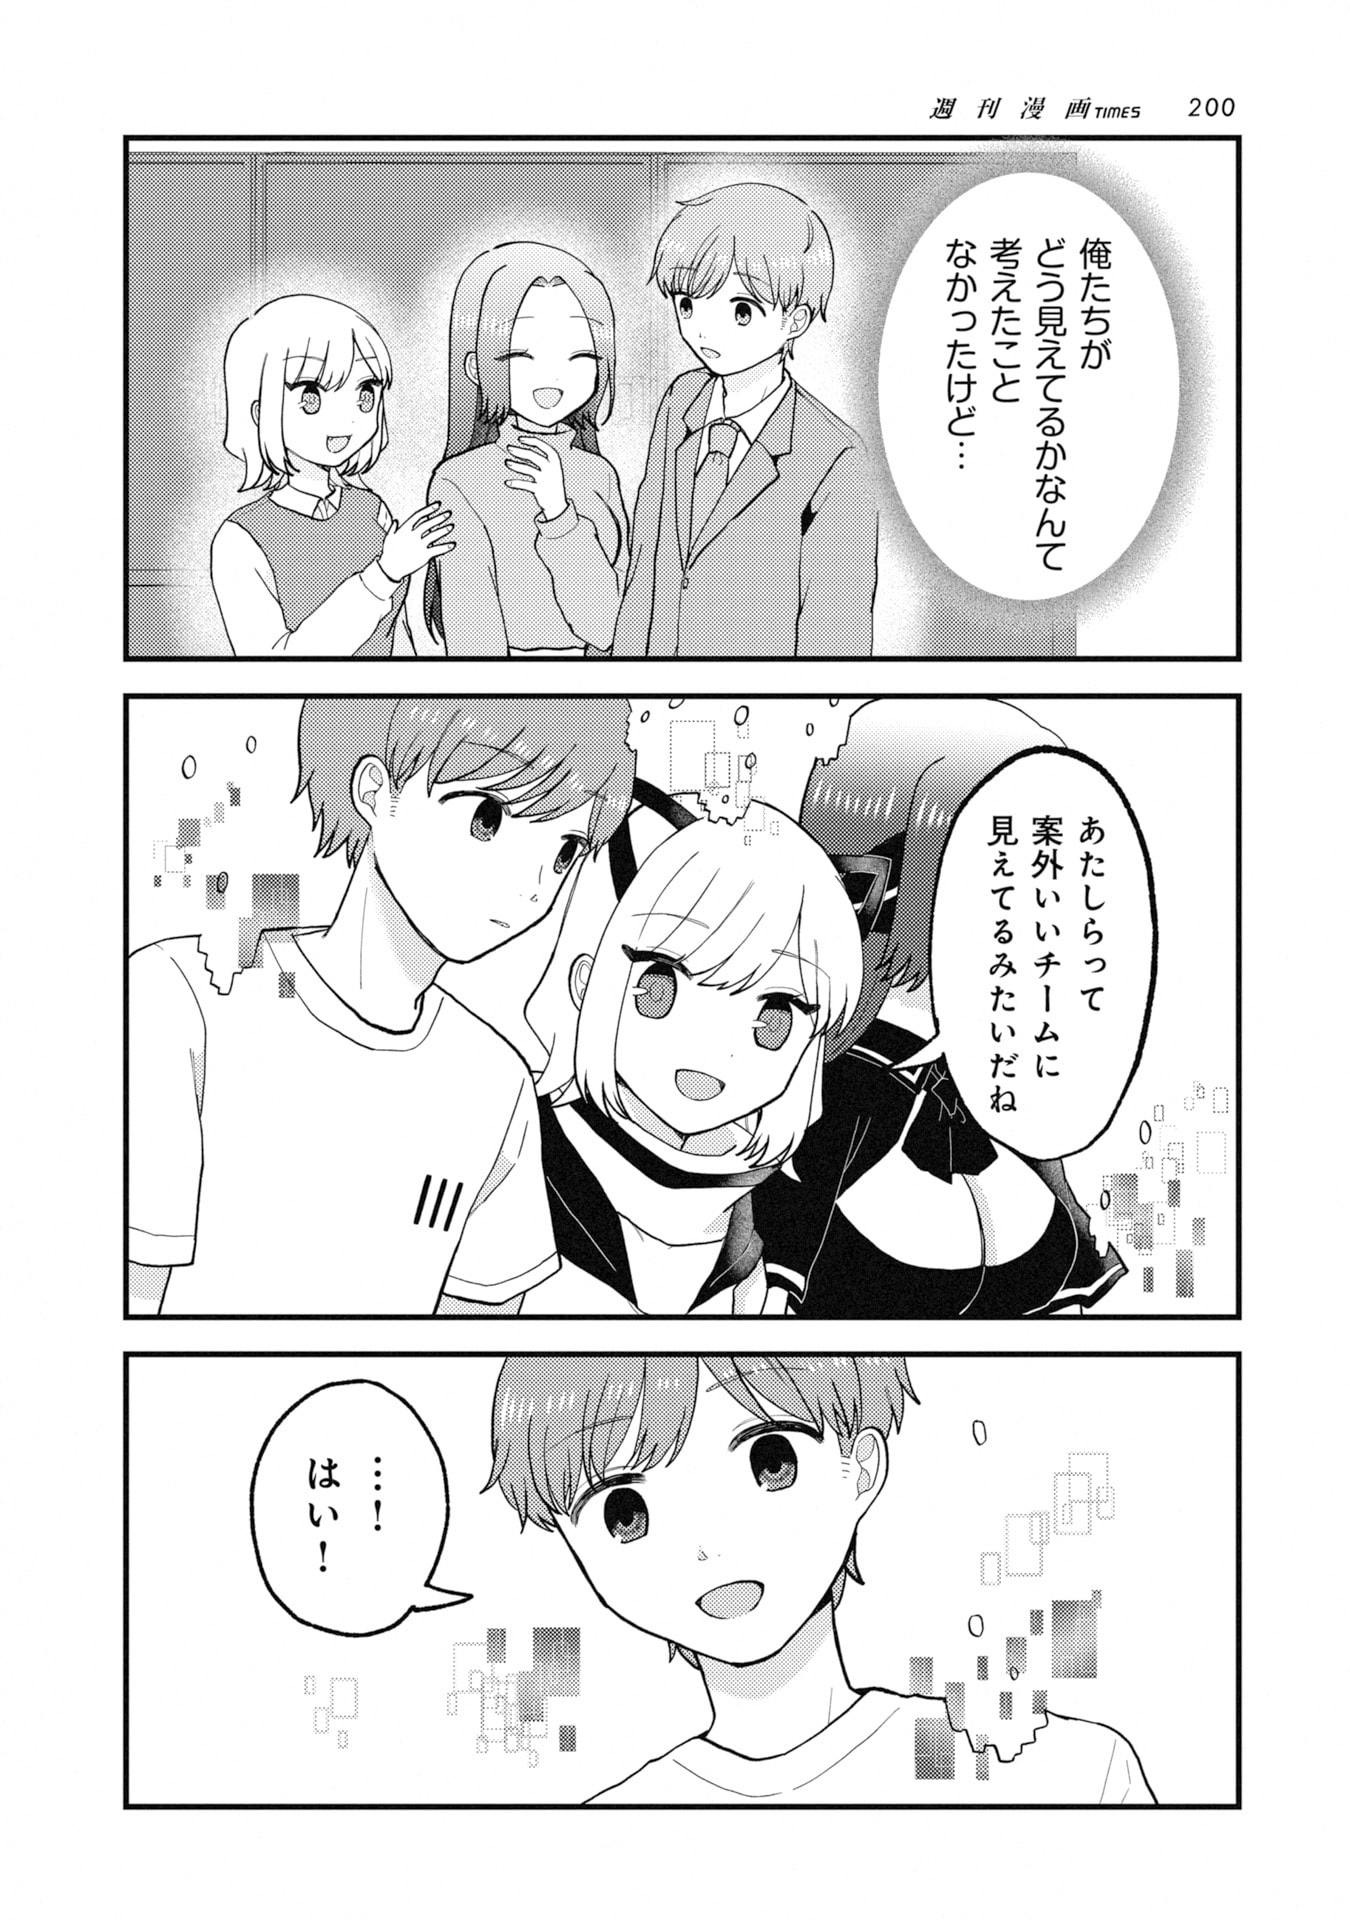 週刊漫画TIMES 200
俺たちが
どう見えてるかなんて
考えたこと
なかったけど…
あたしらって
案外いいチームに
見えてるみたいだね
…！
はい！